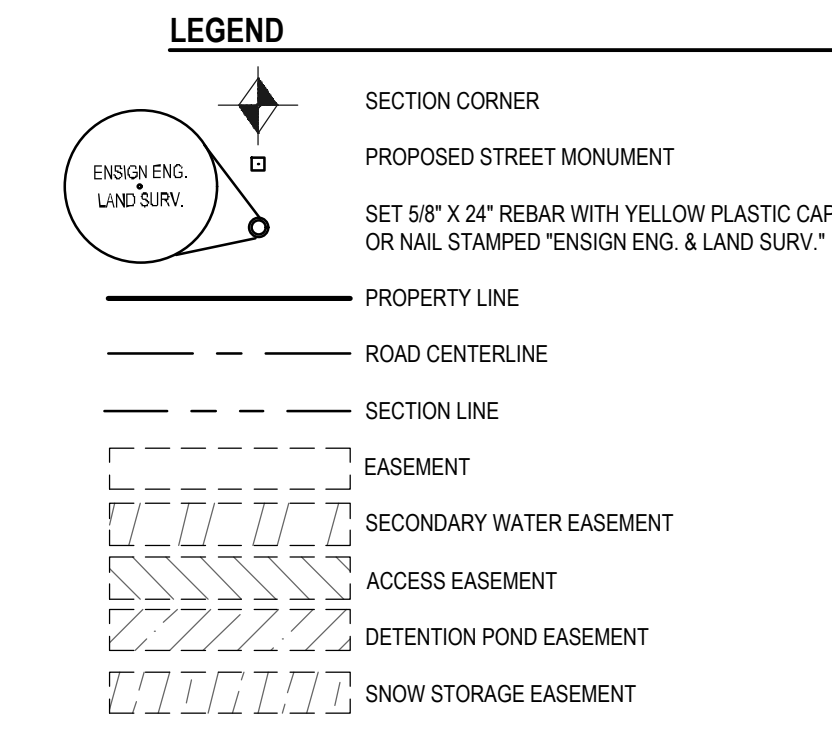 LEGEND
SECTION CORNER
PROPOSED STREET MONUMENT
ENSIGN ENG.
LAND SURV.
SET 5/8" X 24" REBAR WITH YELLOW PLASTIC CAP
OR NAIL STAMPED "ENSIGN ENG. & LAND SURV."
PROPERTY LINE
ROAD CENTERLINE
SECTION LINE
EASEMENT
SECONDARY WATER EASEMENT
ACCESS EASEMENT
DETENTION POND EASEMENT
SNOW STORAGE EASEMENT